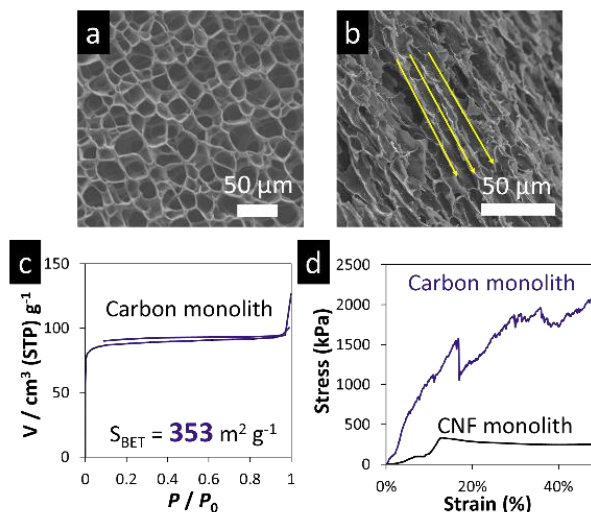 a
50 µm
b
50 µm
c
V / cm³ (STP) g⁻¹
150
100
50
0
Carbon monolith
S_BET = 353 m² g⁻¹
0 0.2 0.4 0.6 0.8 1
P / P₀
d
Stress (kPa)
2500
2000
1500
1000
500
0
Carbon monolith
CNF monolith
0% 20% 40%
Strain (%)